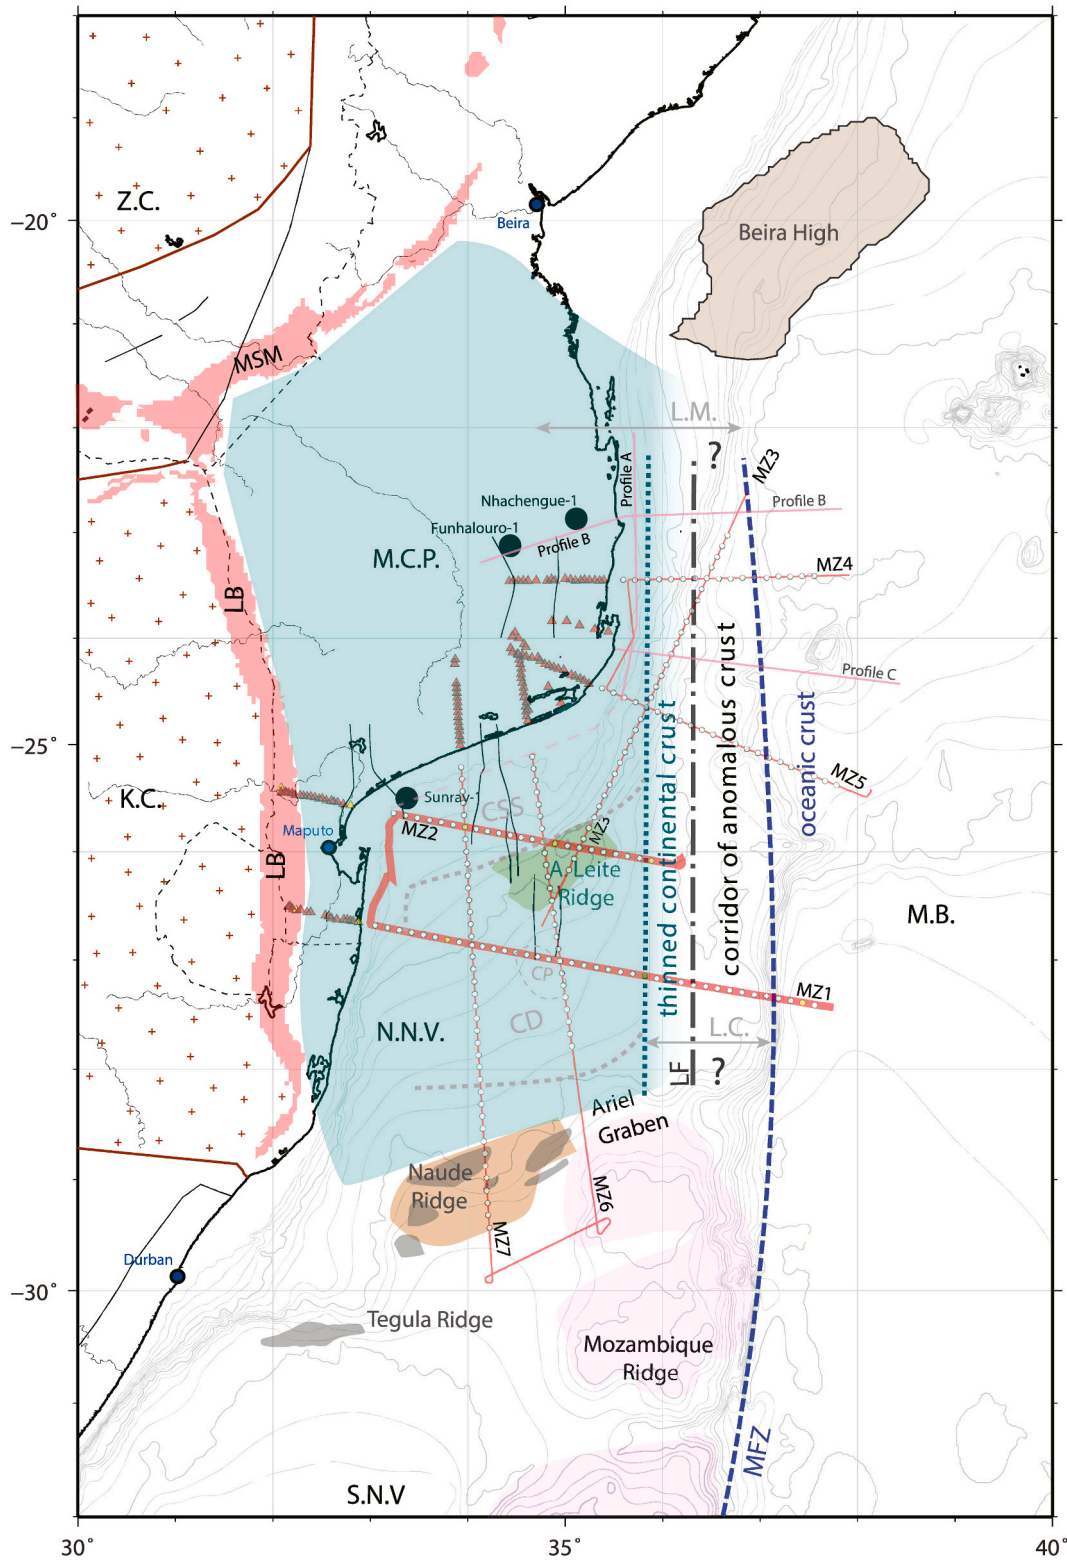 Z.C.
−20°
Beira
Beira High
MSM
L.M.
?
MZ3
Profile A
Nhachengue-1
Profile B
Funhalouro-1
Profile B
M.C.P.
MZ4
LB
Profile C
thinned continental crust
corridor of anomalous crust
oceanic crust
−25°
MZ5
K.C.
Sunray-
CSS
MZ2
MZ3
Maputo
LB
A. Leite
Ridge
M.B.
CP
MZ1
CD
N.N.V.
L.C.
LF
?
Ariel
Graben
Naude
Ridge
MZ6
MZ7
Durban
−30°
Tegula Ridge
Mozambique
Ridge
MFZ
S.N.V
30°
35°
40°